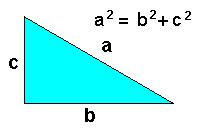 a² = b²+c²
a
c
b